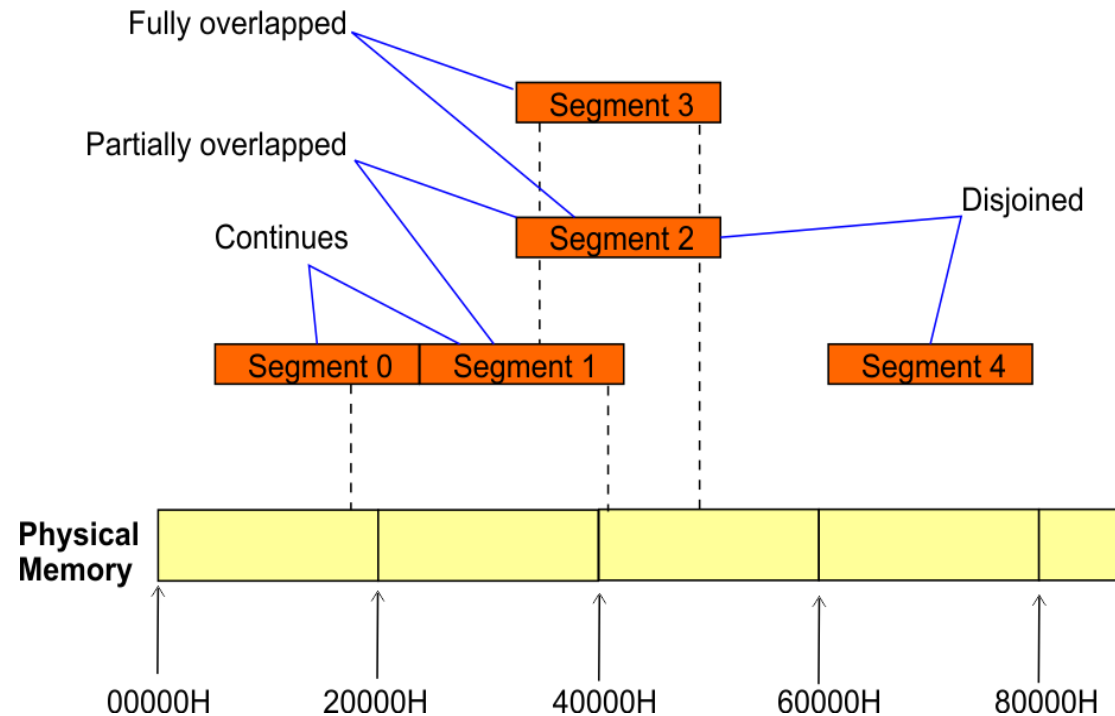 Fully overlapped
Segment 3
Partially overlapped
Disjoined
Continues
Segment 2
Segment 0
Segment 1
Segment 4
Physical
Memory
00000H
20000H
40000H
60000H
80000H